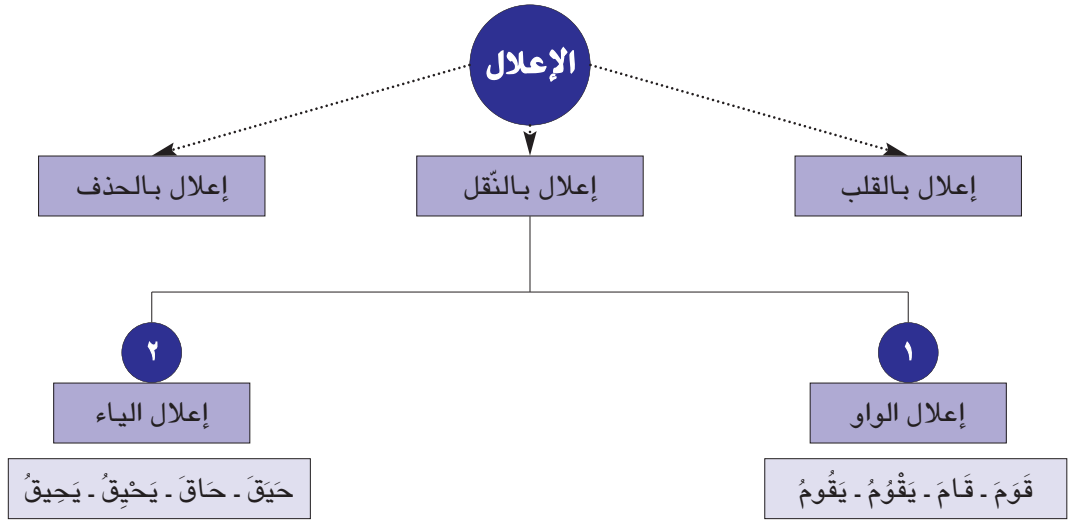 الإعلال
إعلال بالقلب
إعلال بالنّقل
إعلال بالحذف
١
٢
إعلال الواو
إعلال الياء
قَوَمَ ـ قَامَ ـ يَقْوُمُ ـ يَقُومُ
حَيَقَ ـ حَاقَ ـ يَحْيِقُ ـ يَحِيقُ